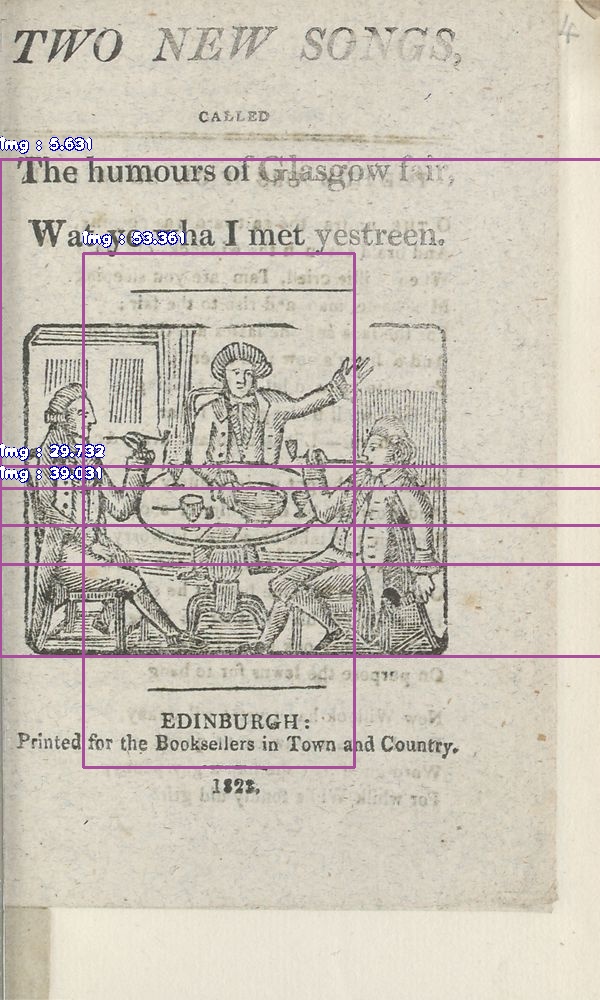 4
TWO NEW SONGS,
CALLED
img : 5.631
The humours of Glasgow fair,
Wat ye wha I met yestreen.
img : 53.361
img : 29.732
img : 39.031
EDINBURGH:
Printed for the Booksellers in Town and Country.